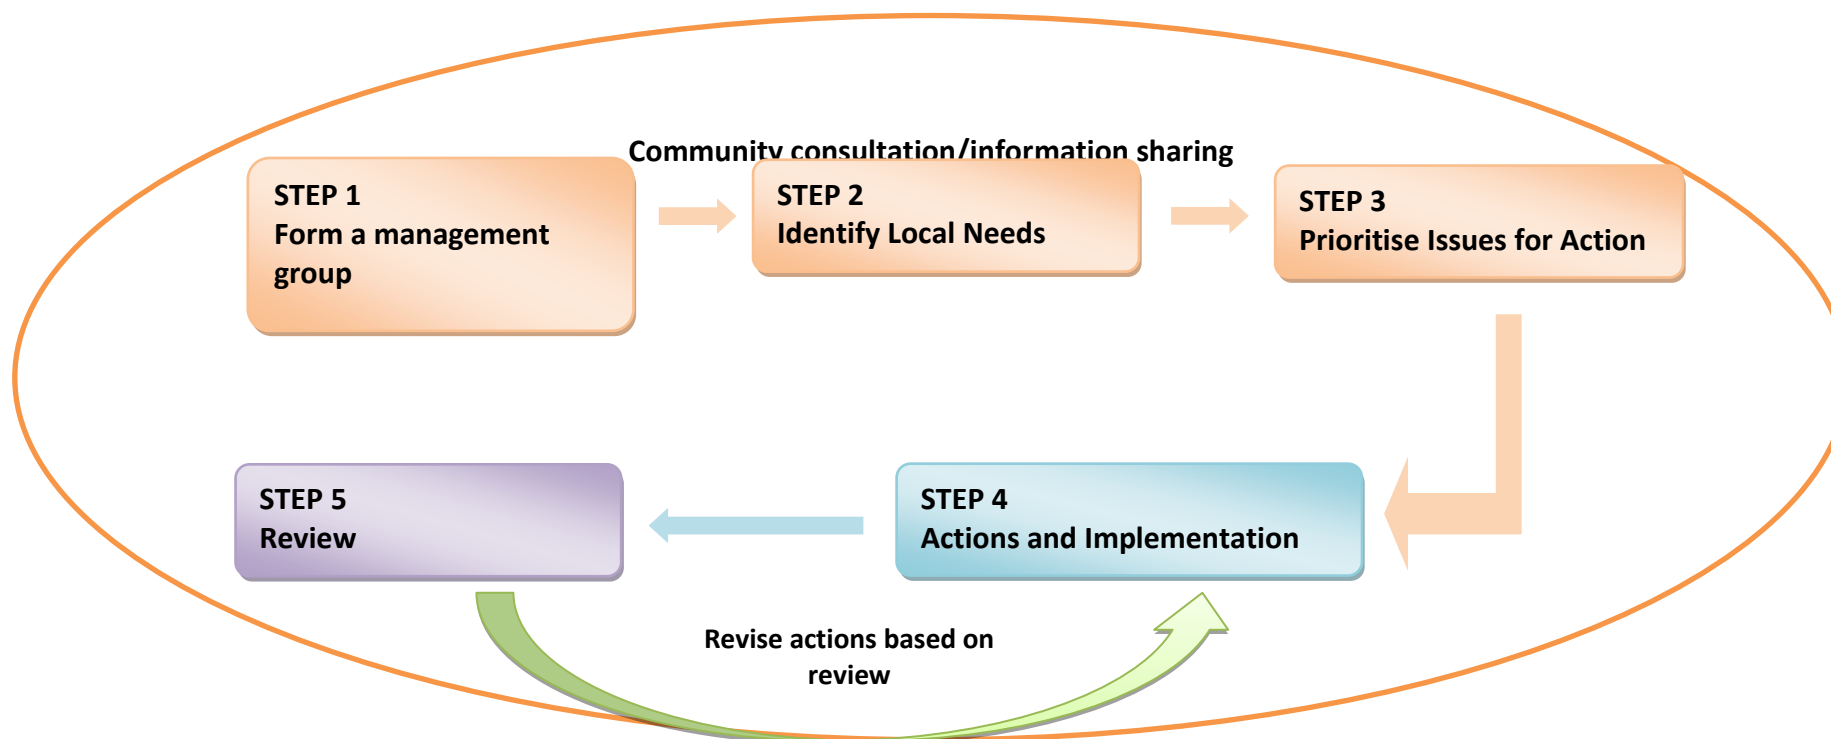 Community consultation/information sharing
STEP 1
Form a management
group
STEP 2
Identify Local Needs
STEP 3
Prioritise Issues for Action
STEP 5
Review
STEP 4
Actions and Implementation
Revise actions based on
review